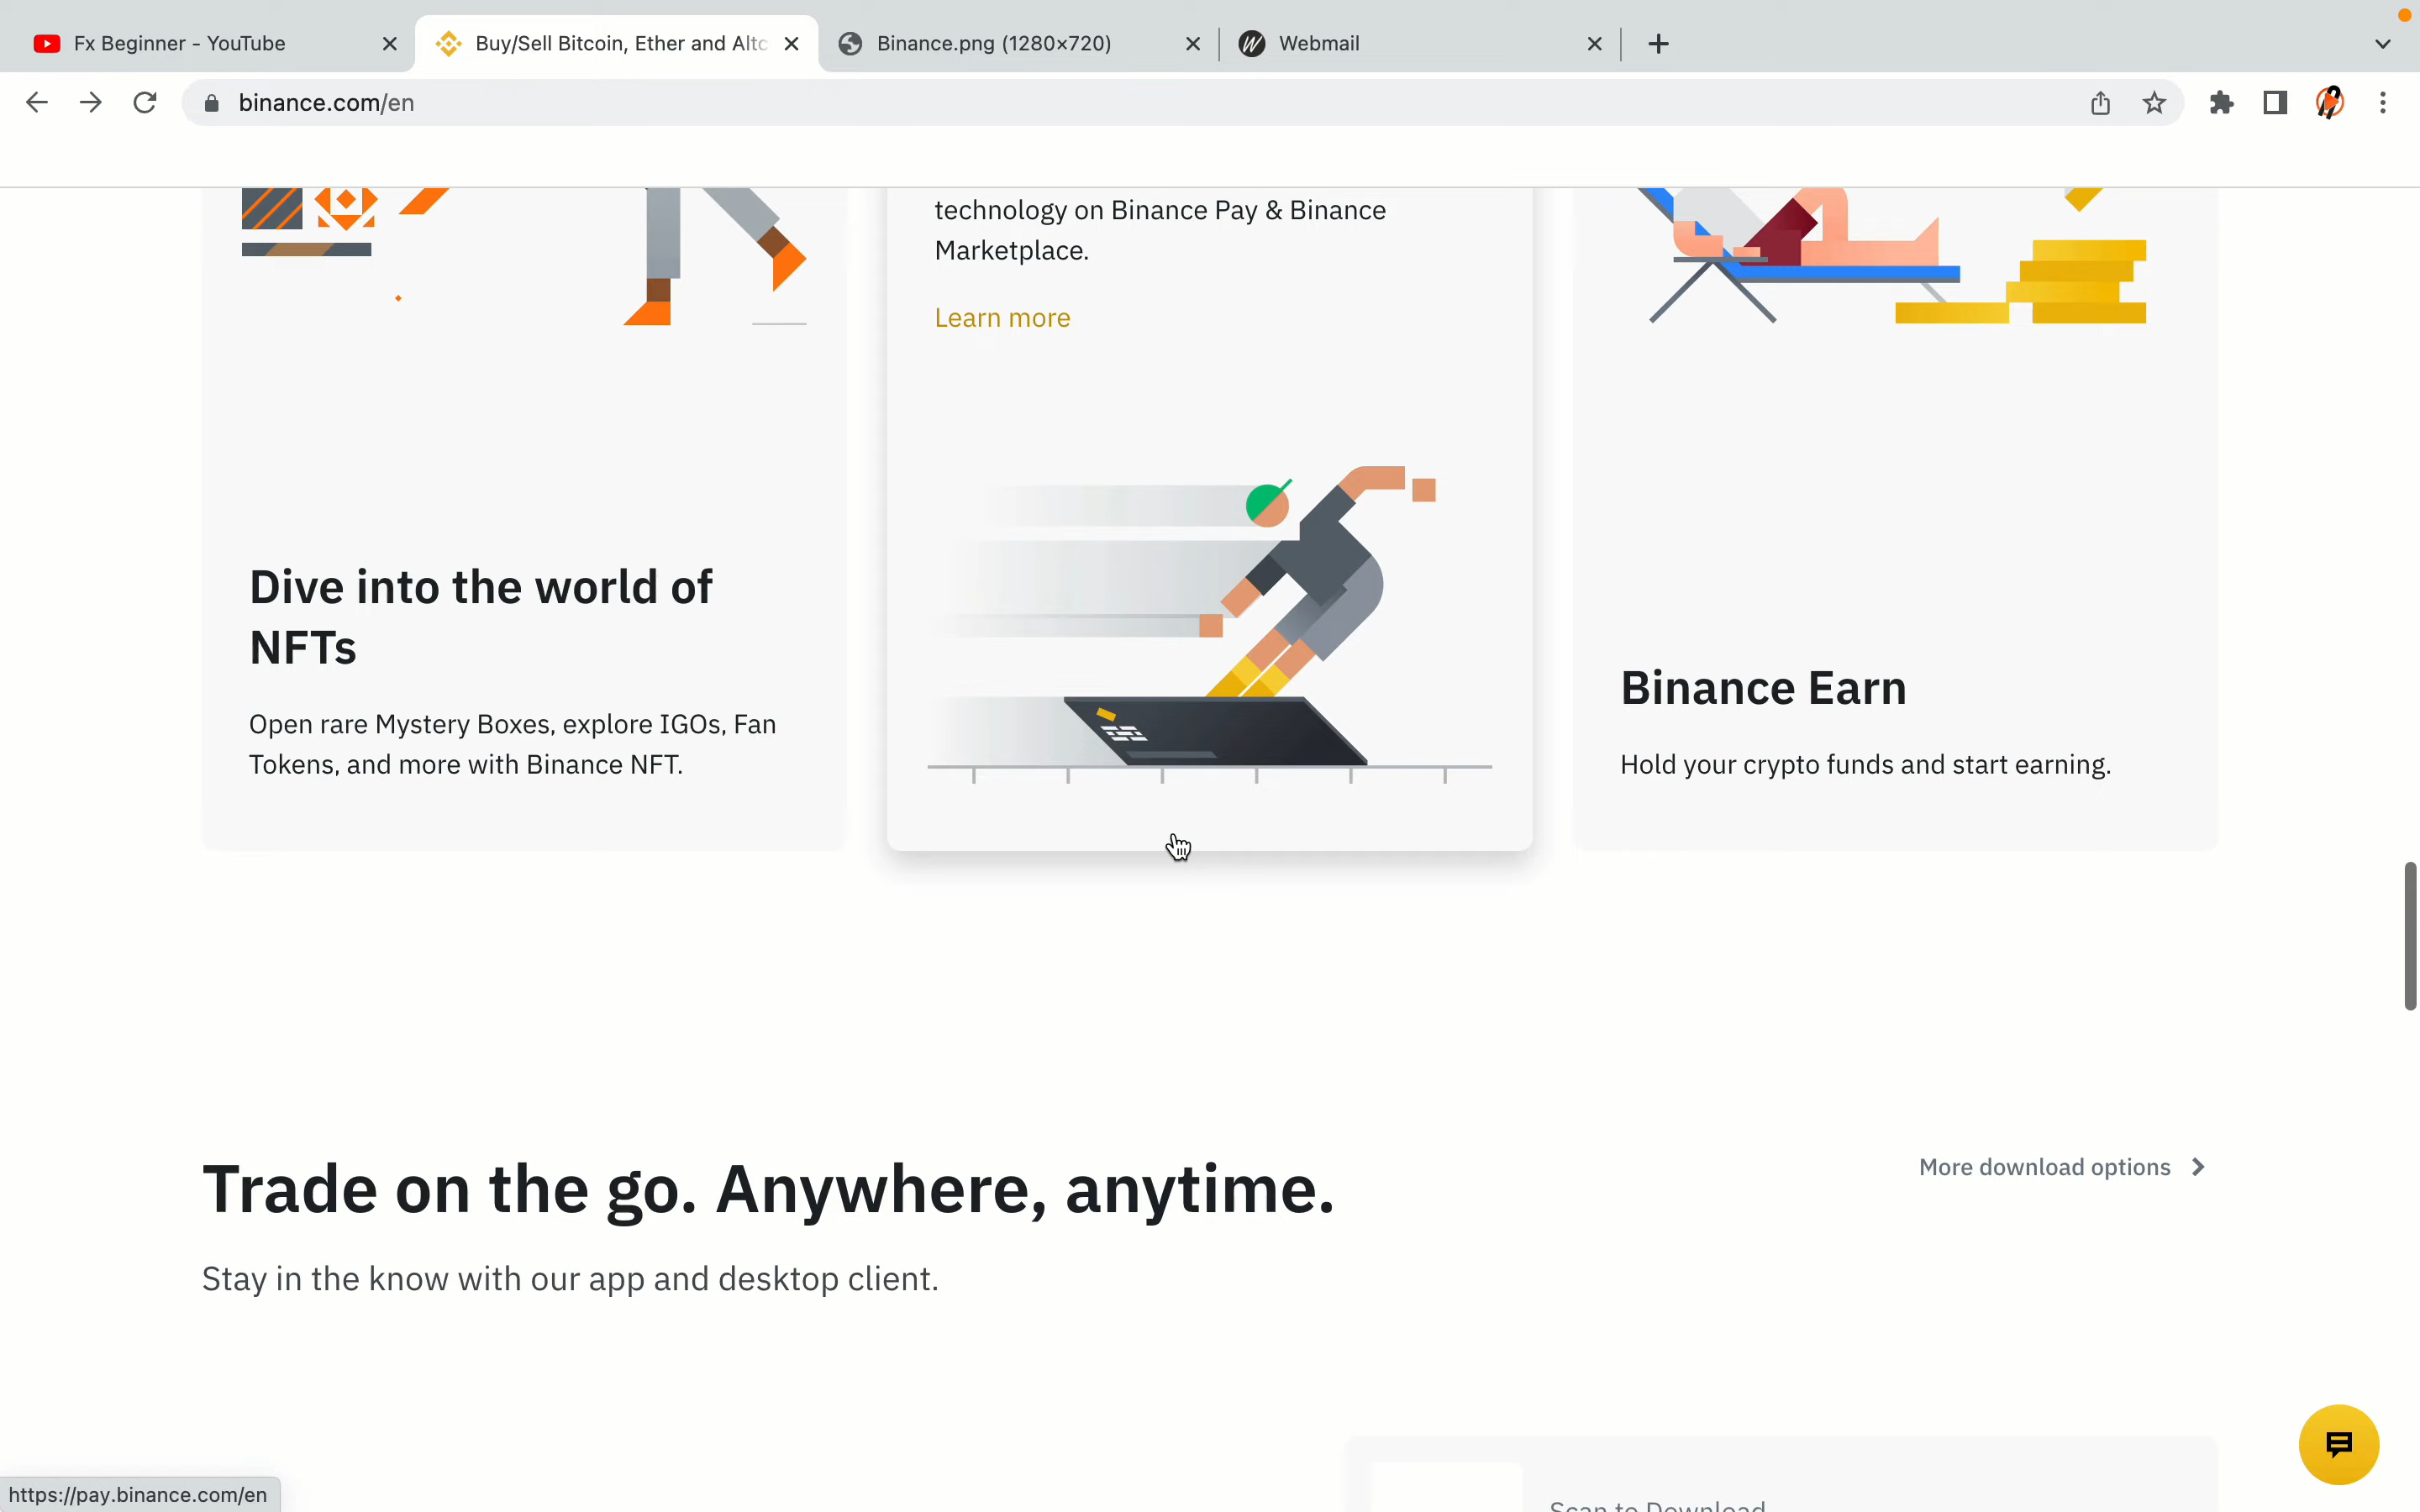 Fx Beginner - YouTube
Buy/Sell Bitcoin, Ether and Altc
Binance.png (1280×720)
Webmail
binance.com/en
technology on Binance Pay & Binance
Marketplace.
Learn more
Dive into the world of
NFTs
Open rare Mystery Boxes, explore IGOs, Fan
Tokens, and more with Binance NFT.
Binance Earn
Hold your crypto funds and start earning.
Trade on the go. Anywhere, anytime.
More download options
Stay in the know with our app and desktop client.
Scan to Download
https://pay.binance.com/en